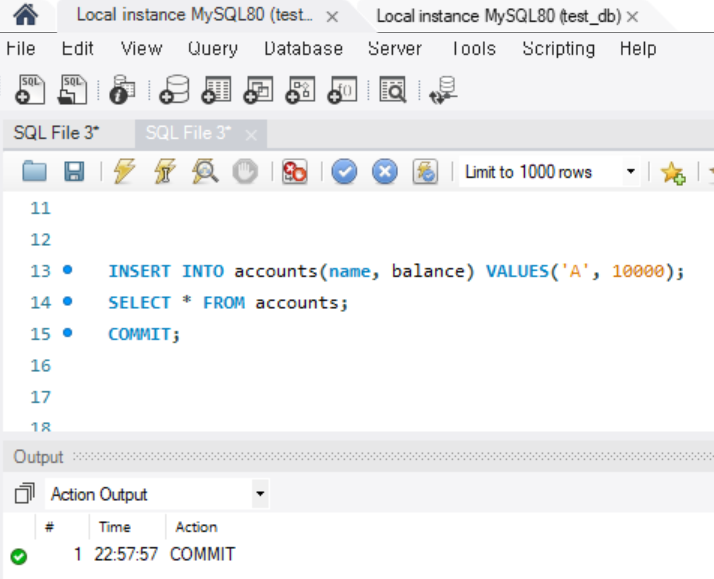 Local instance MySQL80 (test... × Local instance MySQL80 (test_db) ×
File Edit View Query Database Server Tools Scripting Help
SQL SQL
SQL File 3* SQL File 3* ×
Limit to 1000 rows
11
12
13 INSERT INTO accounts(name, balance) VALUES('A', 10000);
14 SELECT * FROM accounts;
15 COMMIT;
16
17
18
Output
Action Output
# Time Action
1 22:57:57 COMMIT